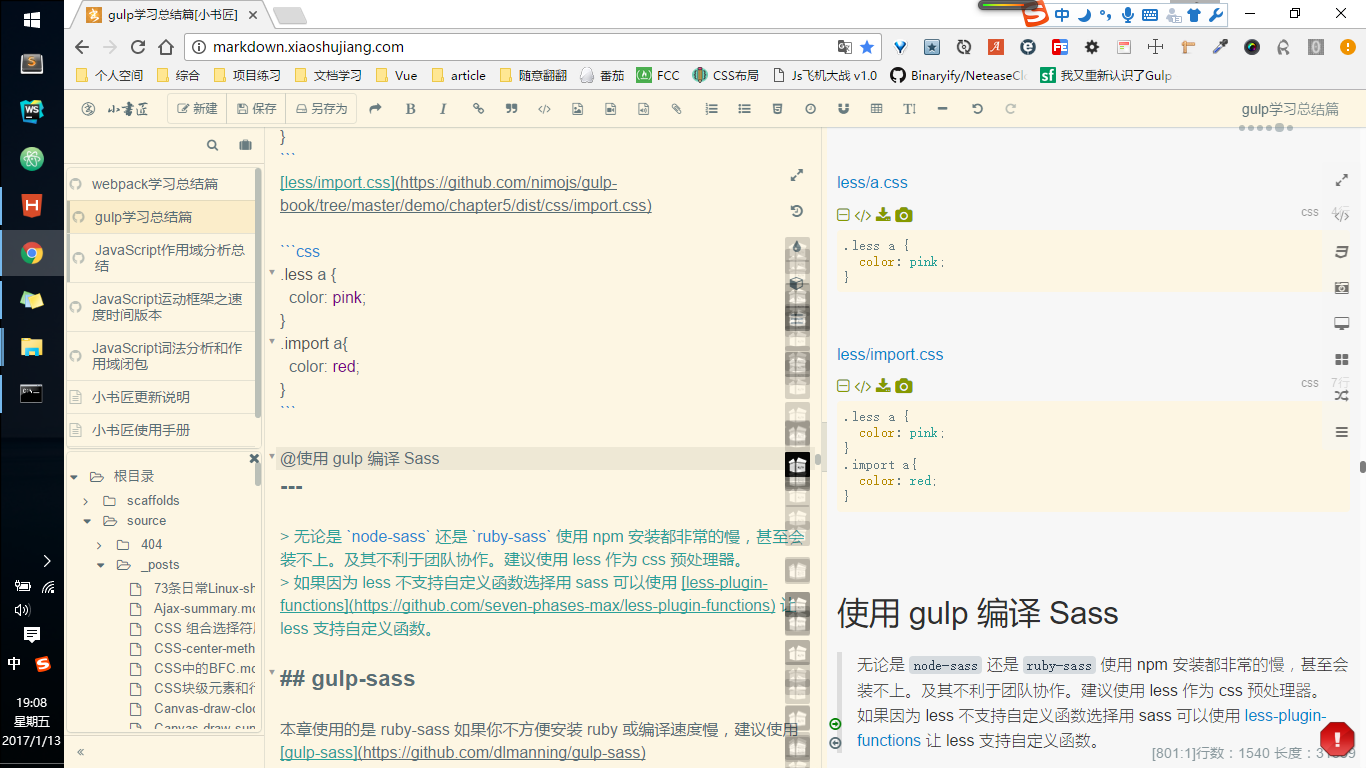 gulp学习总结篇[小书匠]
markdown.xiaoshujiang.com
个人空间 综合 项目练习 文档学习 Vue article 随意翻翻 番茄 FCC CSS布局 Js飞机大战 v1.0 Binaryify/NeteaseClo 我又重新认识了Gulp
小书匠 新建 保存 另存为 gulp学习总结篇
webpack学习总结篇
gulp学习总结篇
JavaScript作用域分析总
结
JavaScript运动框架之速
度时间版本
JavaScript词法分析和作
用域闭包
小书匠更新说明
小书匠使用手册
根目录
scaffolds
source
404
_posts
73条日常Linux-sh
Ajax-summary.mc
CSS 组合选择符
CSS-center-meth
CSS中的BFC.mc
CSS块级元素和行
Canvas-draw-cloc
Canvas-draw-sun
«
}
```
[less/import.css](https://github.com/nimojs/gulp-
book/tree/master/demo/chapter5/dist/css/import.css)
```css
.less a {
color: pink;
}
.import a{
color: red;
}
```
@使用 gulp 编译 Sass
---
> 无论是 `node-sass` 还是 `ruby-sass` 使用 npm 安装都非常的慢，甚至会
装不上。及其不利于团队协作。建议使用 less 作为 css 预处理器。
> 如果因为 less 不支持自定义函数选择用 sass 可以使用 [less-plugin-
functions](https://github.com/seven-phases-max/less-plugin-functions) 让
less 支持自定义函数。
## gulp-sass
本章使用的是 ruby-sass 如果你不方便安装 ruby 或编译速度慢，建议使用
[gulp-sass](https://github.com/dlmanning/gulp-sass)
less/a.css
css 4行
.less a {
color: pink;
}
less/import.css
css 7行
.less a {
color: pink;
}
.import a{
color: red;
}
使用 gulp 编译 Sass
无论是 node-sass 还是 ruby-sass 使用 npm 安装都非常的慢，甚至会
装不上。及其不利于团队协作。建议使用 less 作为 css 预处理器。
如果因为 less 不支持自定义函数选择用 sass 可以使用 less-plugin-
functions 让 less 支持自定义函数。
[801:1]行数：1540 长度：
中
中
19:08
星期五
2017/1/13